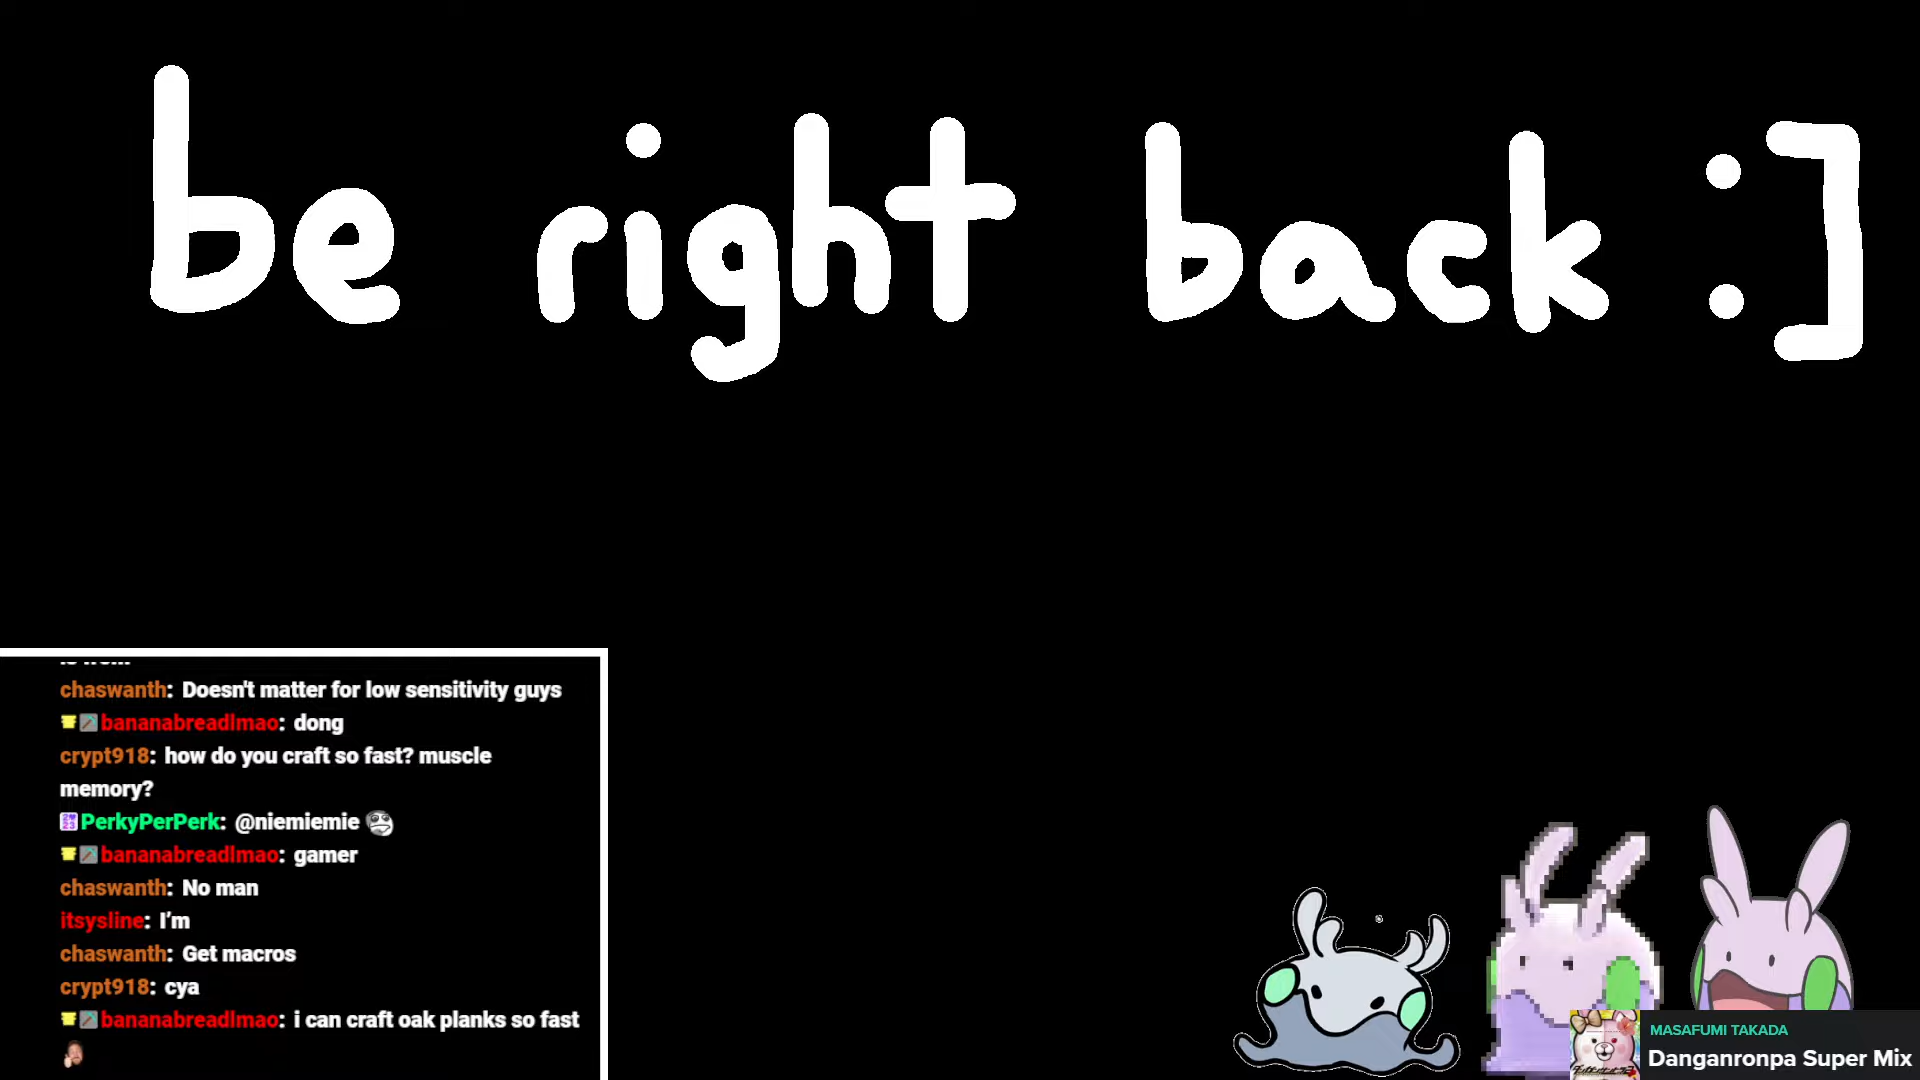 be right back :]
chaswanth: Doesn't matter for low sensitivity guys
bananabreadlmao: dong
crypt918: how do you craft so fast? muscle
memory?
PerkyPerPerk: @niemiemie
bananabreadlmao: gamer
chaswanth: No man
itsysline: I'm
chaswanth: Get macros
crypt918: cya
bananabreadlmao: i can craft oak planks so fast
MASAFUMI TAKADA
Danganronpa Super Mix